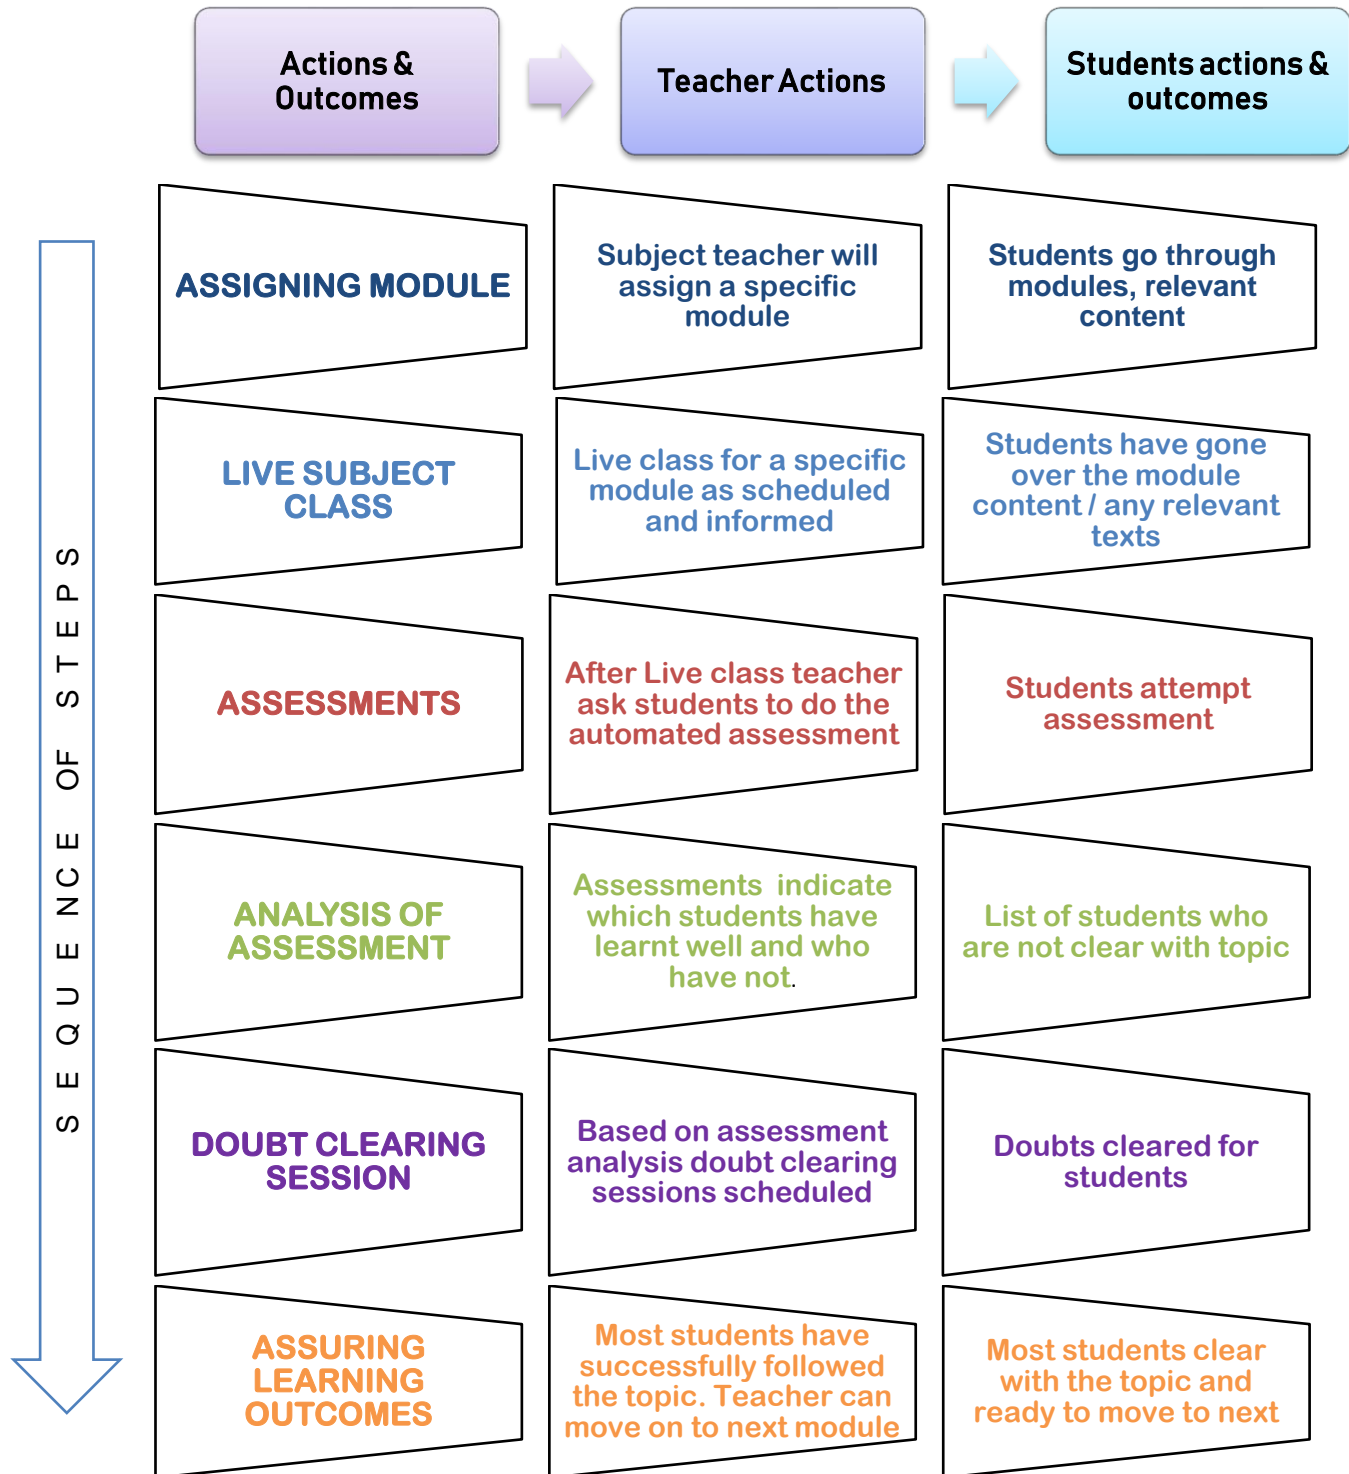 Actions &
Outcomes
Teacher Actions
Students actions &
outcomes
SEQUENCE OF STEPS
ASSIGNING MODULE
Subject teacher will
assign a specific
module
Students go through
modules, relevant
content
LIVE SUBJECT
CLASS
Live class for a specific
module as scheduled
and informed
Students have gone
over the module
content / any relevant
texts
ASSESSMENTS
After Live class teacher
ask students to do the
automated assessment
Students attempt
assessment
ANALYSIS OF
ASSESSMENT
Assessments indicate
which students have
learnt well and who
have not.
List of students who
are not clear with topic
DOUBT CLEARING
SESSION
Based on assessment
analysis doubt clearing
sessions scheduled
Doubts cleared for
students
ASSURING
LEARNING
OUTCOMES
Most students have
successfully followed
the topic. Teacher can
move on to next module
Most students clear
with the topic and
ready to move to next